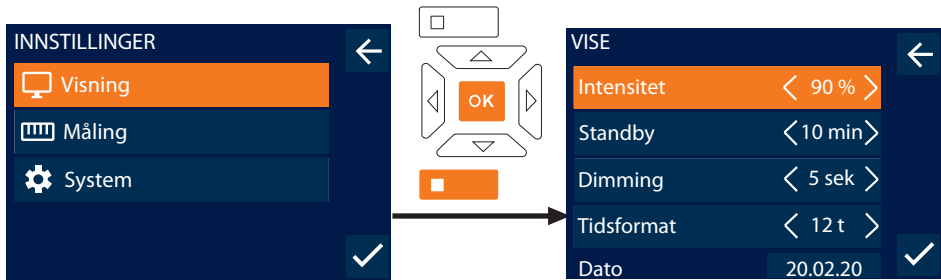 INNSTILLINGER
Visning
Måling
System
OK
VISE
Intensitet 90 %
Standby 10 min
Dimming 5 sek
Tidsformat 12 t
Dato 20.02.20